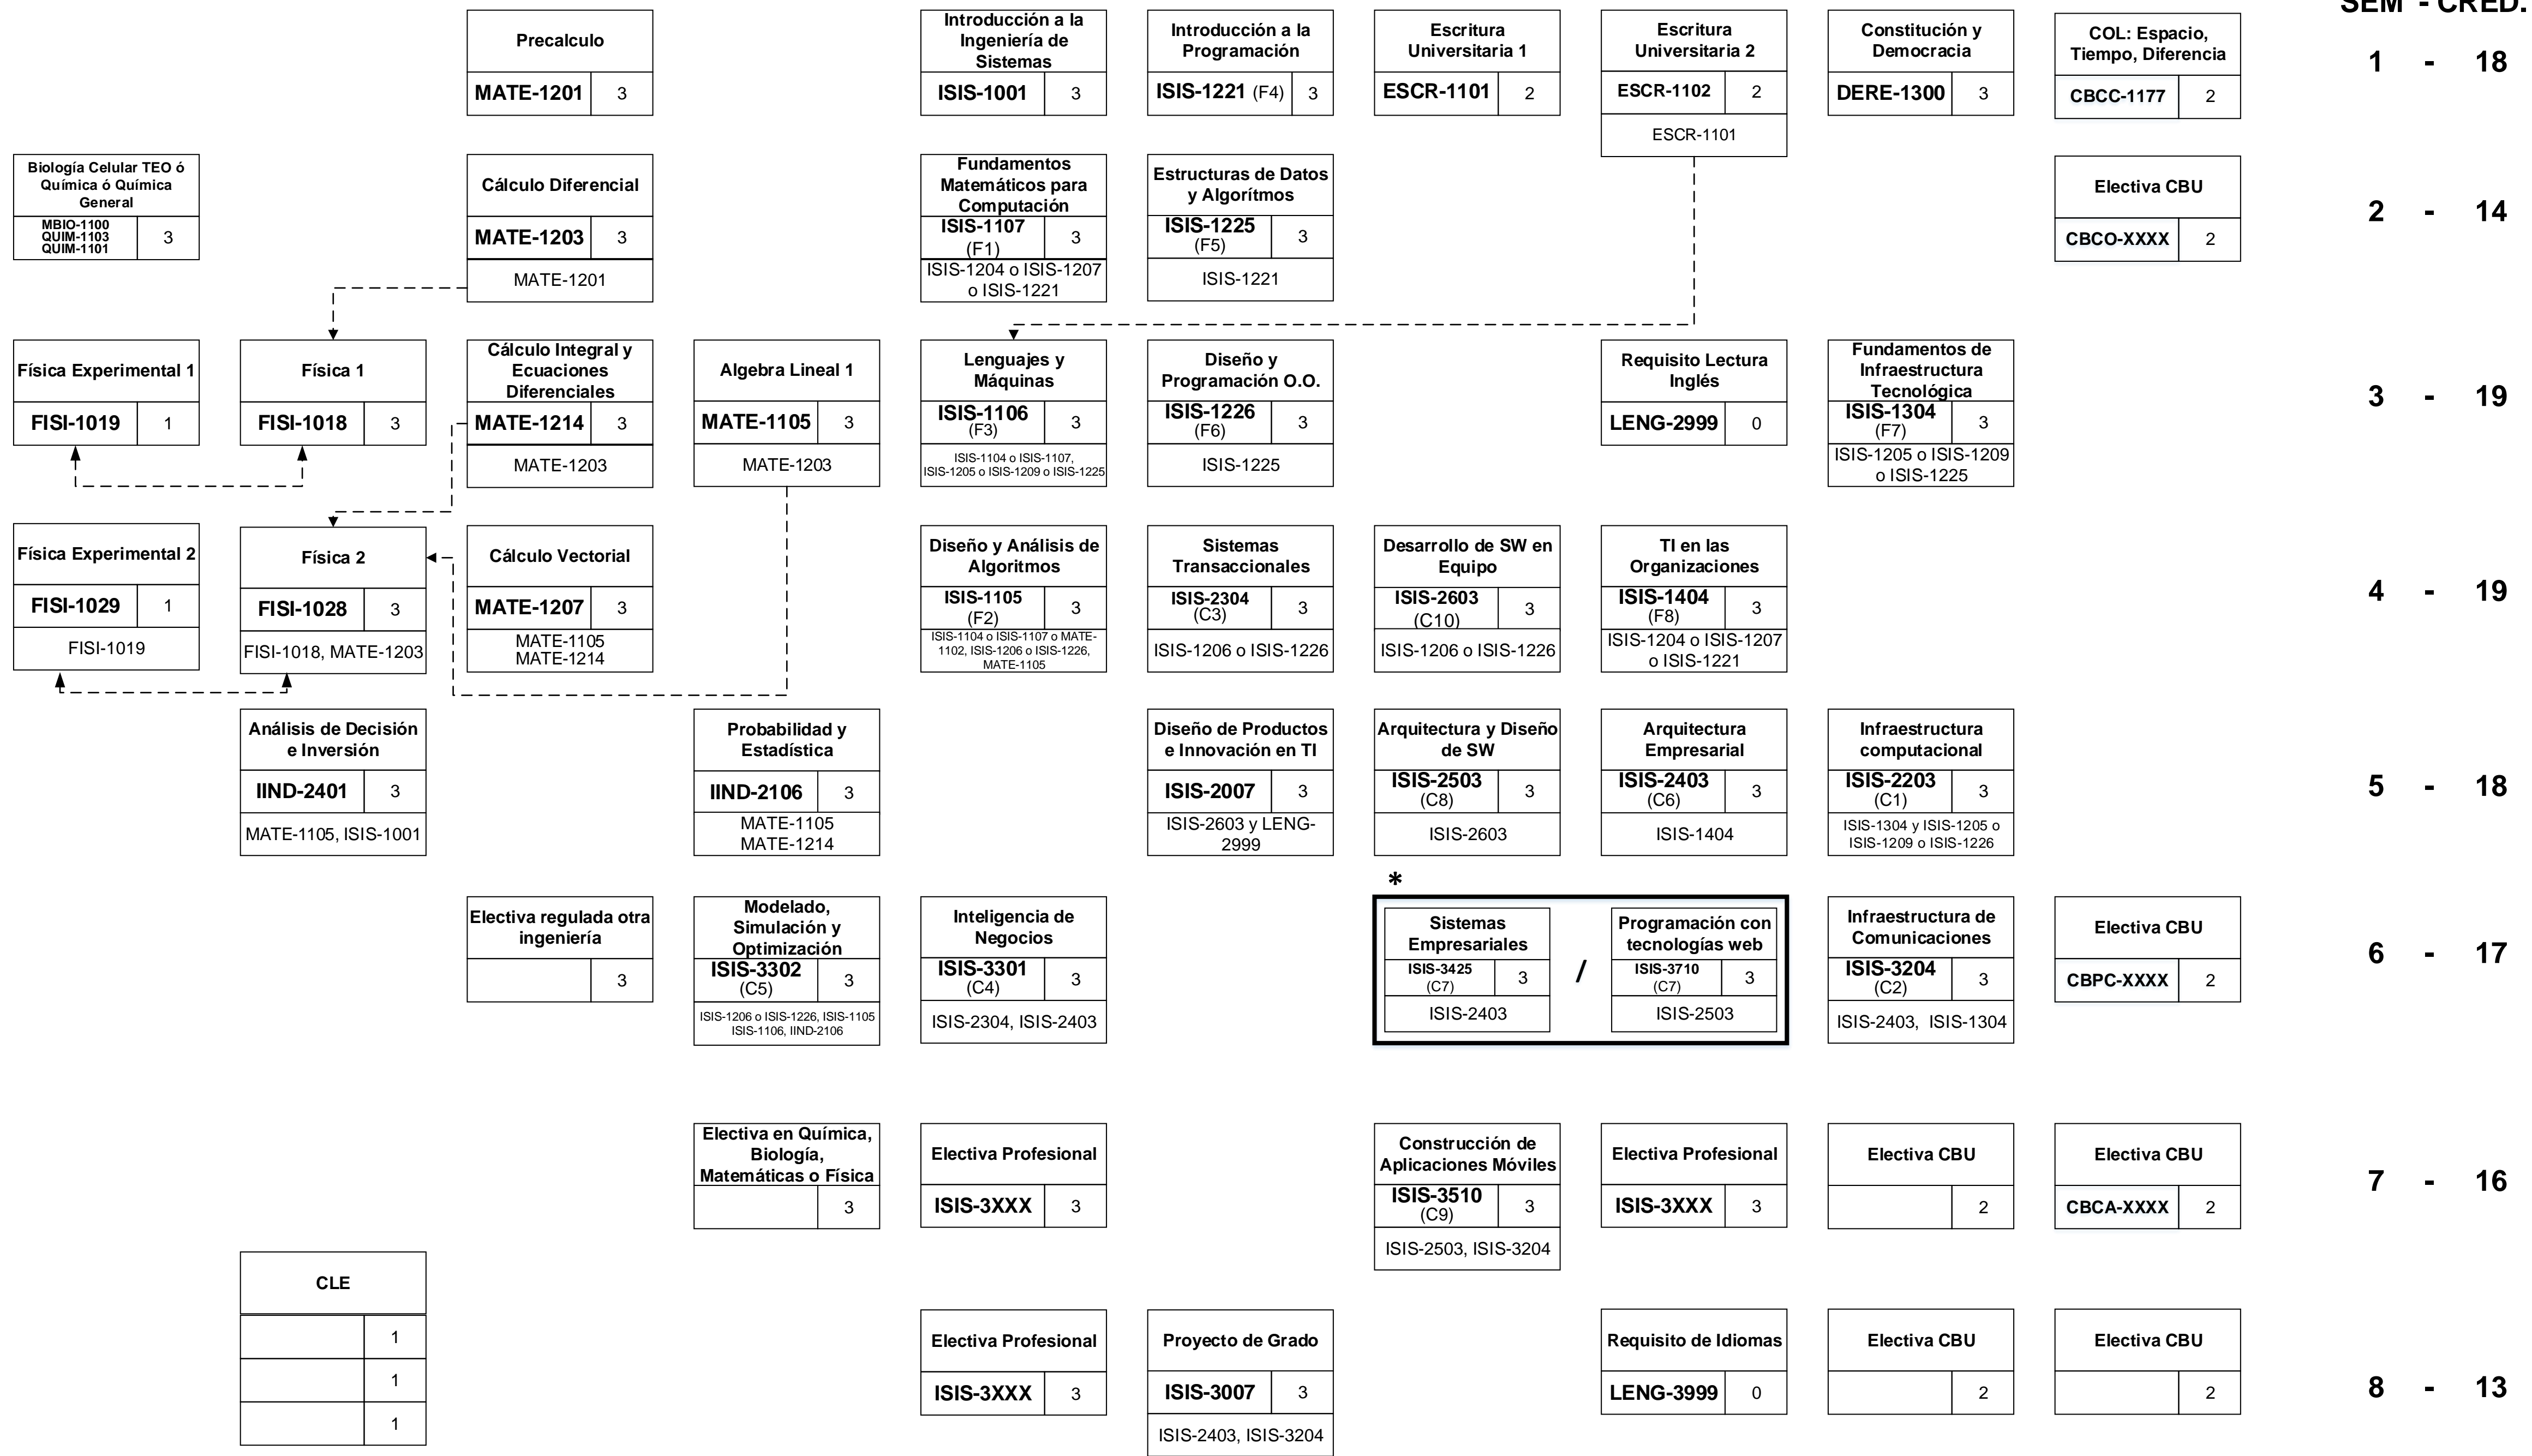 SEM - CRED.
Precalculo
MATE-1201 3
Introducción a la
Ingeniería de
Sistemas
ISIS-1001 3
Introducción a la
Programación
ISIS-1221 (F4) 3
Escritura
Universitaria 1
ESCR-1101 2
Escritura
Universitaria 2
ESCR-1102 2
ESCR-1101
Constitución y
Democracia
DERE-1300 3
COL: Espacio,
Tiempo, Diferencia
CBCC-1177 2
1 - 18
Biología Celular TEO ó
Química ó Química
General
MBIO-1100
QUIM-1103
QUIM-1101
3
Cálculo Diferencial
MATE-1203 3
MATE-1201
Fundamentos
Matemáticos para
Computación
ISIS-1107
(F1)
3
ISIS-1204 o ISIS-1207
o ISIS-1221
Estructuras de Datos
y Algorítmos
ISIS-1225
(F5)
3
ISIS-1221
Electiva CBU
CBCO-XXXX 2
2 - 14
Física Experimental 1
FISI-1019 1
Física 1
FISI-1018 3
Cálculo Integral y
Ecuaciones
Diferenciales
MATE-1214 3
MATE-1203
Algebra Lineal 1
MATE-1105 3
MATE-1203
Lenguajes y
Máquinas
ISIS-1106
(F3)
3
ISIS-1104 o ISIS-1107,
ISIS-1205 o ISIS-1209 o ISIS-1225
Diseño y
Programación O.O.
ISIS-1226
(F6)
3
ISIS-1225
Requisito Lectura
Inglés
LENG-2999 0
Fundamentos de
Infraestructura
Tecnológica
ISIS-1304
(F7)
3
ISIS-1205 o ISIS-1209
o ISIS-1225
3 - 19
Física Experimental 2
FISI-1029 1
FISI-1019
Física 2
FISI-1028 3
FISI-1018, MATE-1203
Cálculo Vectorial
MATE-1207 3
MATE-1105
MATE-1214
Diseño y Análisis de
Algoritmos
ISIS-1105
(F2)
3
ISIS-1104 o ISIS-1107 o MATE-
1102, ISIS-1206 o ISIS-1226,
MATE-1105
Sistemas
Transaccionales
ISIS-2304
(C3)
3
ISIS-1206 o ISIS-1226
Desarrollo de SW en
Equipo
ISIS-2603
(C10)
3
ISIS-1206 o ISIS-1226
TI en las
Organizaciones
ISIS-1404
(F8)
3
ISIS-1204 o ISIS-1207
o ISIS-1221
4 - 19
Análisis de Decisión
e Inversión
IIND-2401 3
MATE-1105, ISIS-1001
Probabilidad y
Estadística
IIND-2106 3
MATE-1105
MATE-1214
Diseño de Productos
e Innovación en TI
ISIS-2007 3
ISIS-2603 y LENG-
2999
Arquitectura y Diseño
de SW
ISIS-2503
(C8)
3
ISIS-2603
Arquitectura
Empresarial
ISIS-2403
(C6)
3
ISIS-1404
Infraestructura
computacional
ISIS-2203
(C1)
3
ISIS-1304 y ISIS-1205 o
ISIS-1209 o ISIS-1226
5 - 18
Electiva regulada otra
ingeniería
3
Modelado,
Simulación y
Optimización
ISIS-3302
(C5)
3
ISIS-1206 o ISIS-1226, ISIS-1105
ISIS-1106, IIND-2106
Inteligencia de
Negocios
ISIS-3301
(C4)
3
ISIS-2304, ISIS-2403
*
Sistemas
Empresariales
ISIS-3425
(C7)
3
ISIS-2403
/
Programación con
tecnologías web
ISIS-3710
(C7)
3
ISIS-2503
Infraestructura de
Comunicaciones
ISIS-3204
(C2)
3
ISIS-2403, ISIS-1304
Electiva CBU
CBPC-XXXX 2
6 - 17
Electiva en Química,
Biología,
Matemáticas o Física
3
Electiva Profesional
ISIS-3XXX 3
Construcción de
Aplicaciones Móviles
ISIS-3510
(C9)
3
ISIS-2503, ISIS-3204
Electiva Profesional
ISIS-3XXX 3
Electiva CBU
2
Electiva CBU
CBCA-XXXX 2
7 - 16
CLE
1
1
1
Electiva Profesional
ISIS-3XXX 3
Proyecto de Grado
ISIS-3007 3
ISIS-2403, ISIS-3204
Requisito de Idiomas
LENG-3999 0
Electiva CBU
2
Electiva CBU
2
8 - 13